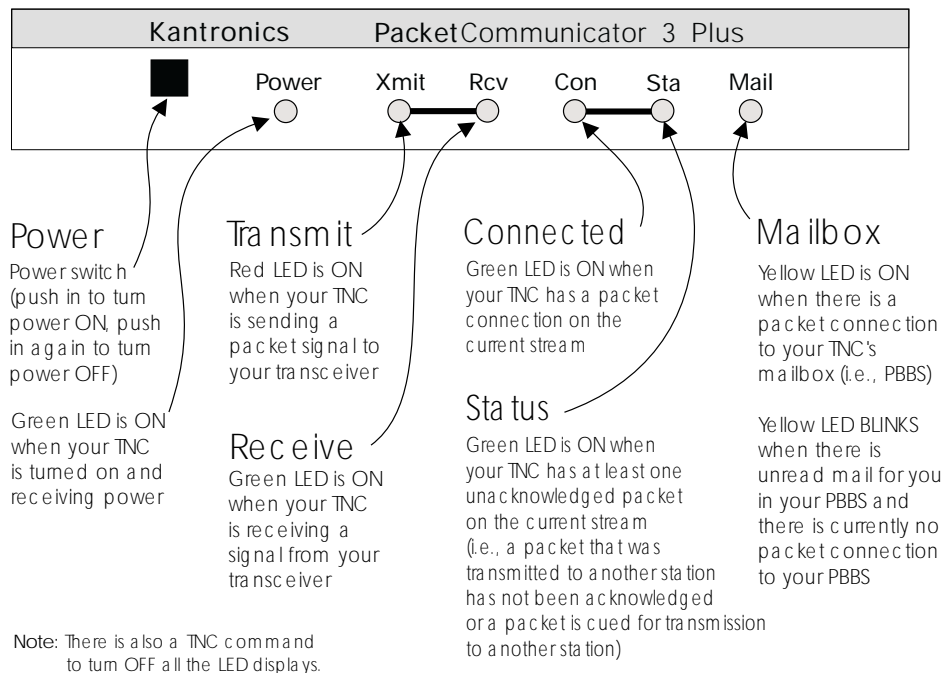 Kantronics PacketCommunicator 3 Plus
Power Xmit Rcv Con Sta Mail
Power
Power switch
(push in to turn
power ON, push
in again to turn
power OFF)
Green LED is ON
when your TNC
is turned on and
receiving power
Transmit
Red LED is ON
when your TNC
is sending a
packet signal to
your transceiver
Receive
Green LED is ON
when your TNC
is receiving a
signal from your
transceiver
Connected
Green LED is ON when
your TNC has a packet
connection on the
current stream
Status
Green LED is ON when
your TNC has at least one
unacknowledged packet
on the current stream
(i.e., a packet that was
transmitted to another station
has not been acknowledged
or a packet is cued for transmission
to another station)
Mailbox
Yellow LED is ON
when there is a
packet connection
to your TNC's
mailbox (i.e., PBBS)
Yellow LED BLINKS
when there is
unread mail for you
in your PBBS and
there is currently no
packet connection
to your PBBS
Note: There is also a TNC command
to turn OFF all the LED displays.